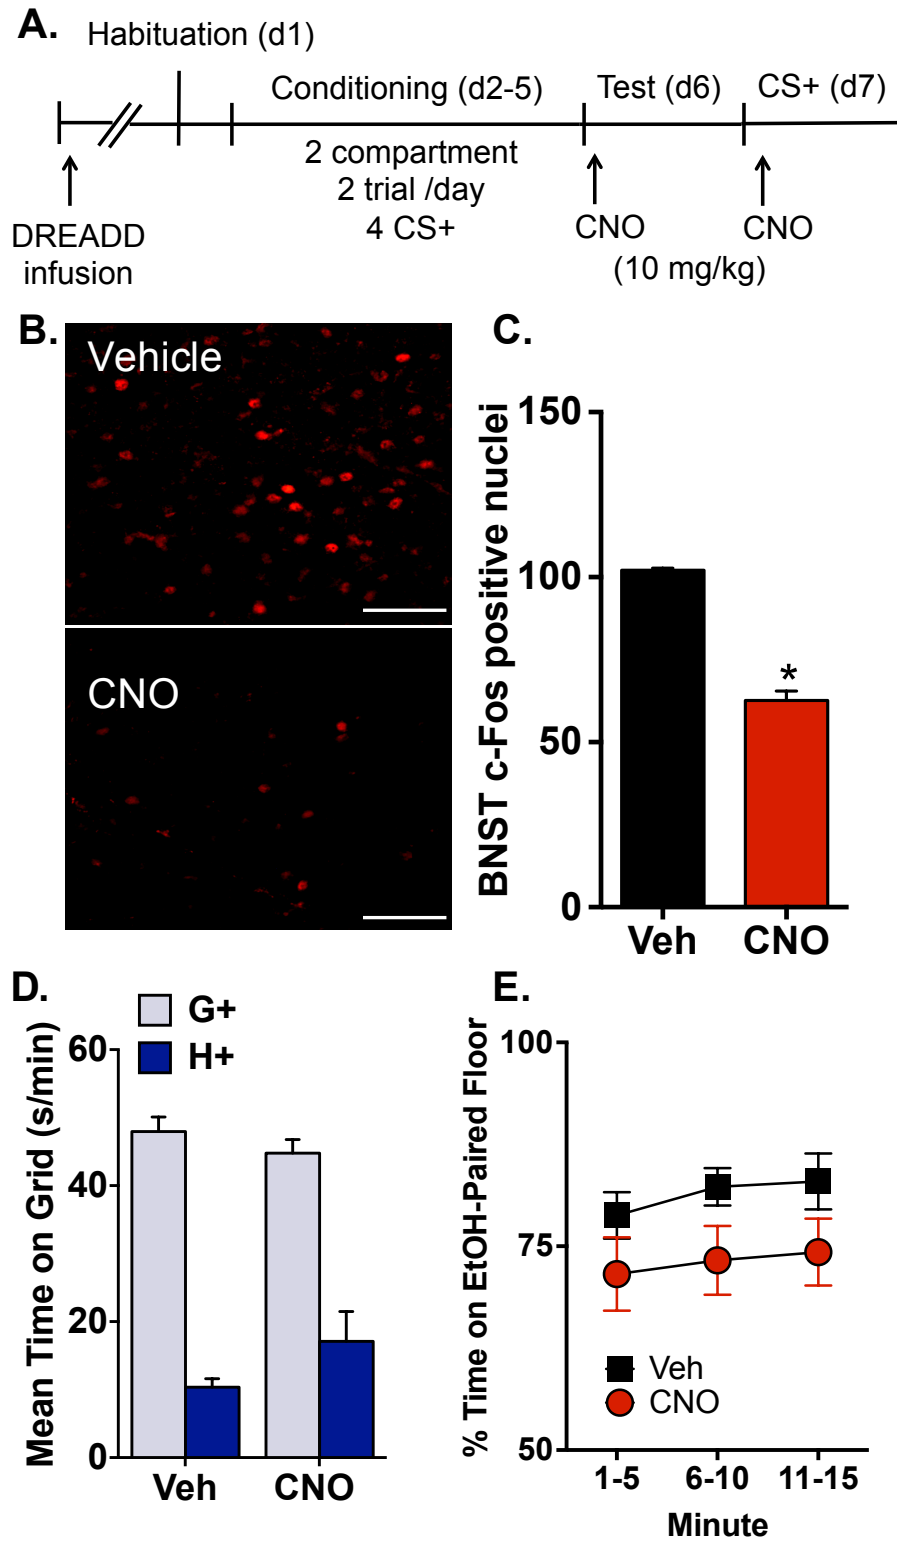 A.
Habituation (d1)
Conditioning (d2-5)
Test (d6)
CS+ (d7)
2 compartment
2 trial /day
4 CS+
DREADD
infusion
CNO
CNO
(10 mg/kg)
B.
Vehicle
CNO
C.
BNST c-Fos positive nuclei
150
100
50
0
*
Veh
CNO
D.
G+
H+
Mean Time on Grid (s/min)
60
40
20
0
Veh
CNO
E.
% Time on EtOH-Paired Floor
100
75
50
Veh
CNO
1-5
6-10
11-15
Minute